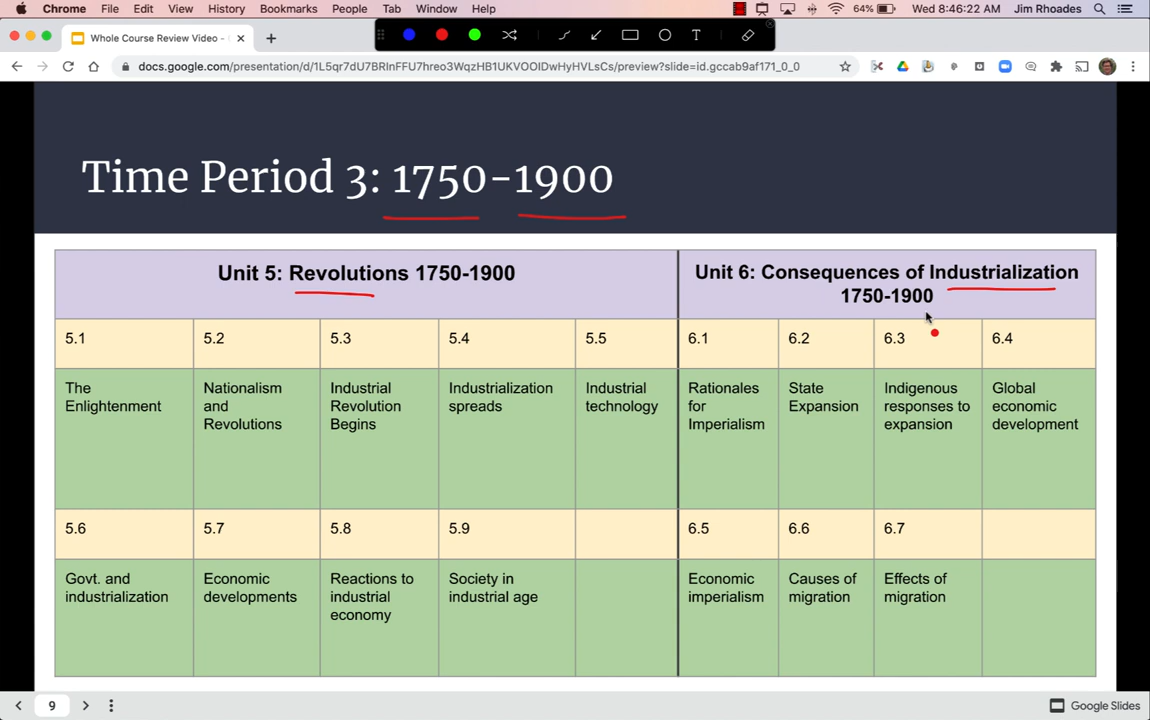 Chrome File Edit View History Bookmarks People Tab Window Help 64% Wed 8:46:22 AM Jim Rhoades
Whole Course Review Video -
T
docs.google.com/presentation/d/1L5qr7dU7BRInFFU7hreo3WqzHB1UKVOOIDwHyHVLsCs/preview?slide=id.gccab9af171_0_0
Time Period 3: 1750-1900
Unit 5: Revolutions 1750-1900
Unit 6: Consequences of Industrialization
1750-1900
5.1 5.2 5.3 5.4 5.5 6.1 6.2 6.3 6.4
The
Enlightenment
Nationalism
and
Revolutions
Industrial
Revolution
Begins
Industrialization
spreads
Industrial
technology
Rationales
for
Imperialism
State
Expansion
Indigenous
responses to
expansion
Global
economic
development
5.6 5.7 5.8 5.9 6.5 6.6 6.7
Govt. and
industrialization
Economic
developments
Reactions to
industrial
economy
Society in
industrial age
Economic
imperialism
Causes of
migration
Effects of
migration
9
Google Slides